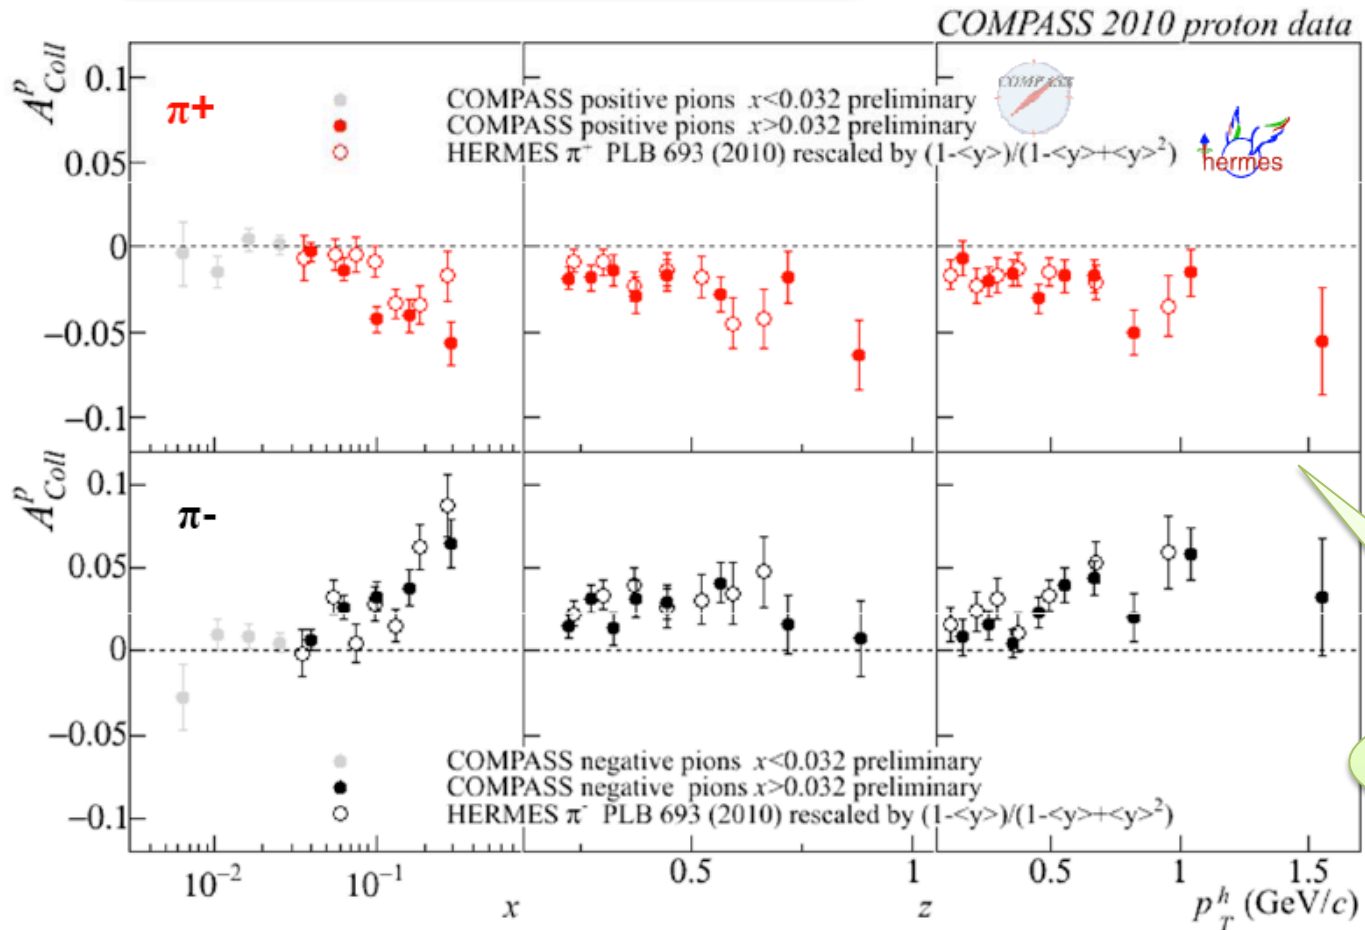 COMPASS 2010 proton data
A^p_Coll
0.1
0.05
0
−0.05
−0.1
π+
COMPASS positive pions x<0.032 preliminary
COMPASS positive pions x>0.032 preliminary
HERMES π⁺ PLB 693 (2010) rescaled by (1-<y>)/(1-<y>+<y>²)
COMPASS
hermes
A^p_Coll
0.1
0.05
0
−0.05
−0.1
π-
COMPASS negative pions x<0.032 preliminary
COMPASS negative pions x>0.032 preliminary
HERMES π⁻ PLB 693 (2010) rescaled by (1-<y>)/(1-<y>+<y>²)
10⁻² 10⁻¹ 0.5 1 0.5 1 1.5
x z p_T^h (GeV/c)